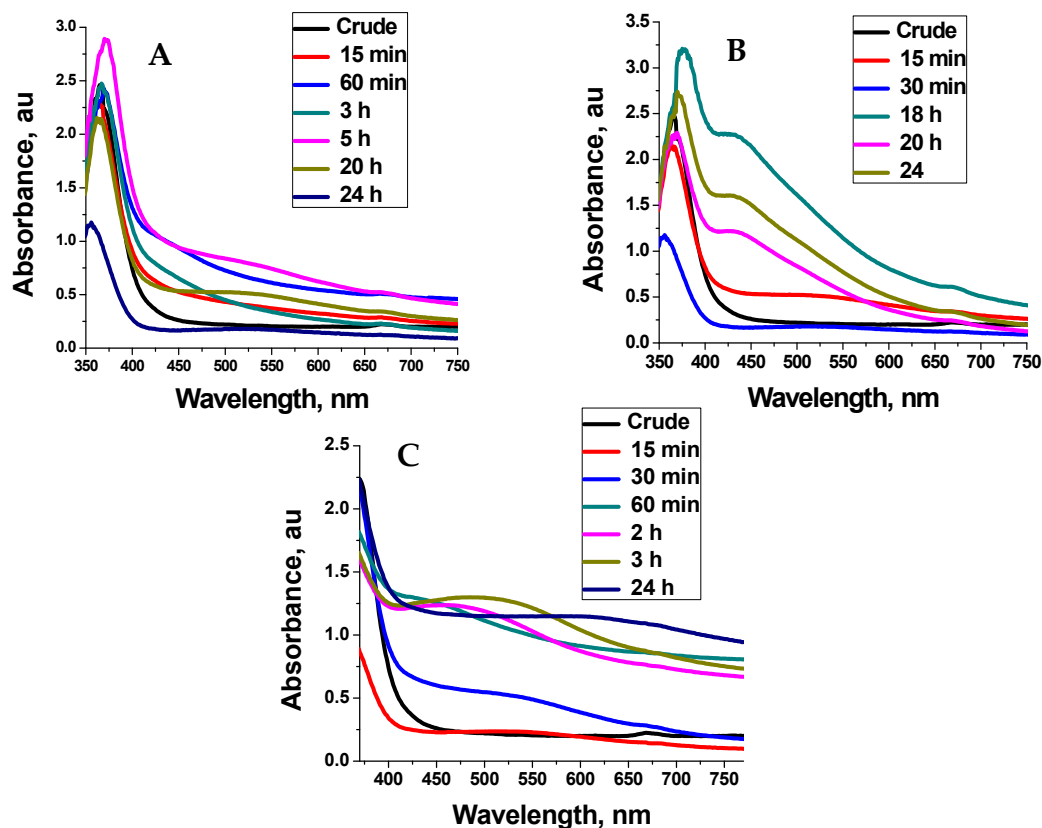 A
Crude
15 min
60 min
3 h
5 h
20 h
24 h
3.0
2.5
2.0
1.5
1.0
0.5
0.0
Absorbance, au
350 400 450 500 550 600 650 700 750
Wavelength, nm
B
Crude
15 min
30 min
18 h
20 h
24
3.5
3.0
2.5
2.0
1.5
1.0
0.5
0.0
Absorbance, au
350 400 450 500 550 600 650 700 750
Wavelength, nm
C
Crude
15 min
30 min
60 min
2 h
3 h
24 h
2.5
2.0
1.5
1.0
0.5
0.0
Absorbance, au
400 450 500 550 600 650 700 750
Wavelength, nm